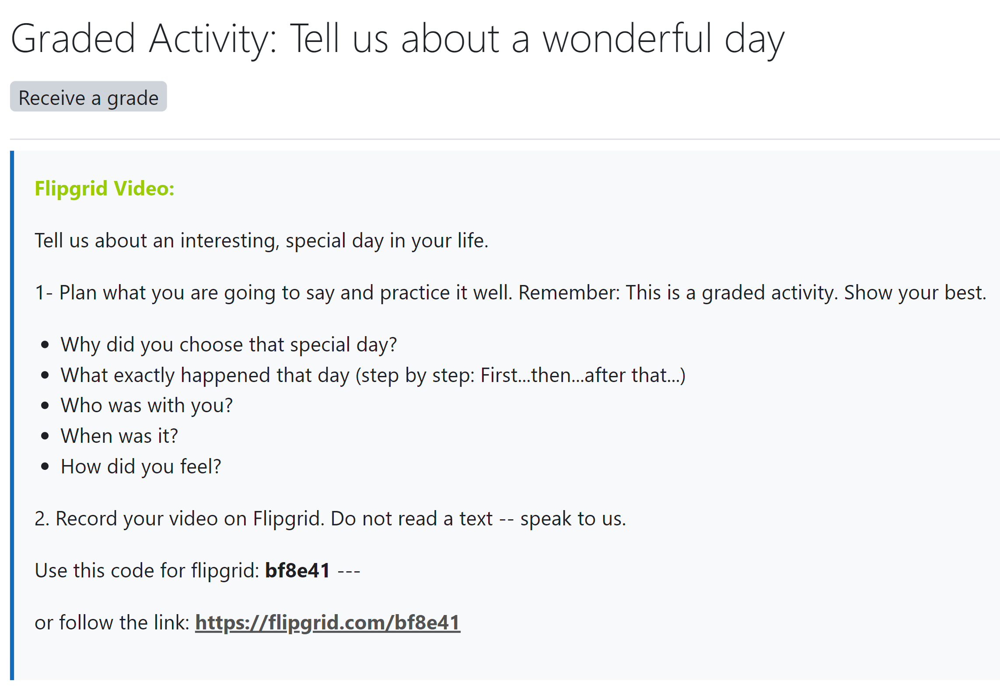 Graded Activity: Tell us about a wonderful day
Receive a grade
Flipgrid Video:
Tell us about an interesting, special day in your life.
1- Plan what you are going to say and practice it well. Remember: This is a graded activity. Show your best.
• Why did you choose that special day?
• What exactly happened that day (step by step: First...then...after that...)
• Who was with you?
• When was it?
• How did you feel?
2. Record your video on Flipgrid. Do not read a text -- speak to us.
Use this code for flipgrid: bf8e41 ---
or follow the link: https://flipgrid.com/bf8e41